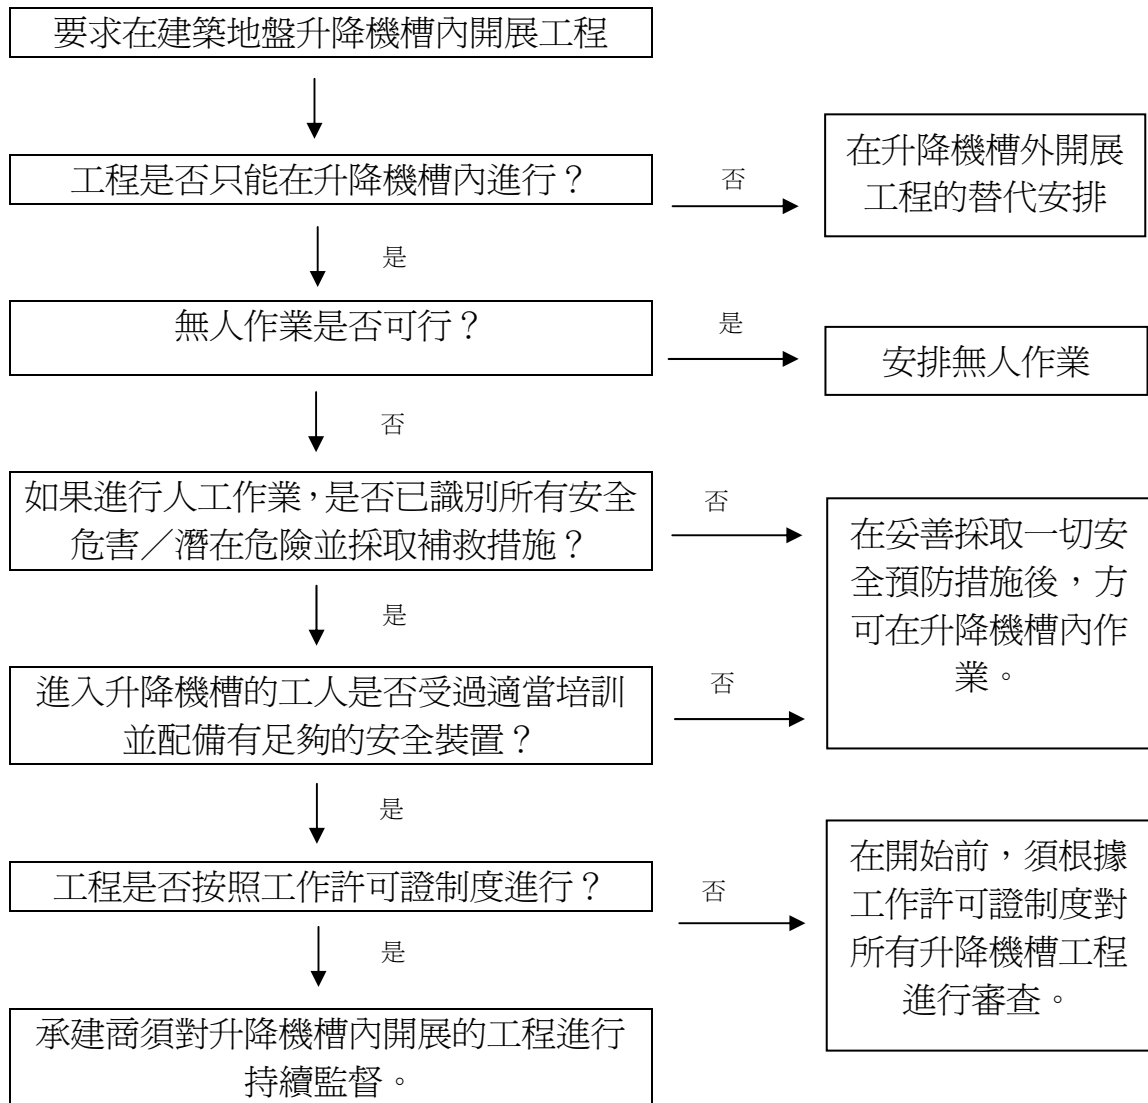 要求在建築地盤升降機槽內開展工程
工程是否只能在升降機槽內進行？
否
在升降機槽外開展
工程的替代安排
是
無人作業是否可行？
是
安排無人作業
否
如果進行人工作業，是否已識別所有安全
危害／潛在危險並採取補救措施？
否
在妥善採取一切安
全預防措施後，方
可在升降機槽內作
業。
是
進入升降機槽的工人是否受過適當培訓
並配備有足夠的安全裝置？
否
是
工程是否按照工作許可證制度進行？
否
在開始前，須根據
工作許可證制度對
所有升降機槽工程
進行審查。
是
承建商須對升降機槽內開展的工程進行
持續監督。